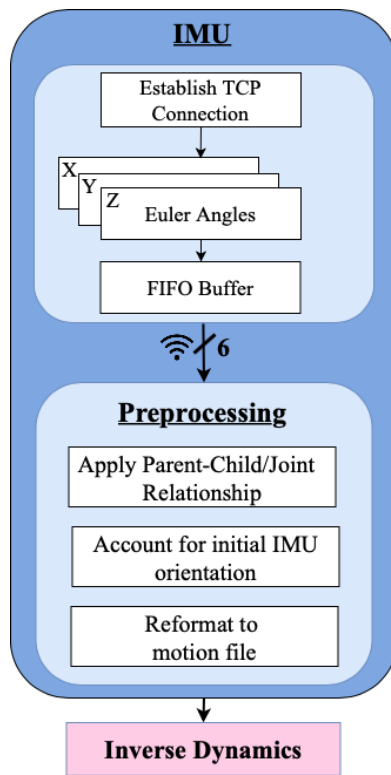 IMU
Establish TCP
Connection
X
Y
Z
Euler Angles
FIFO Buffer
6
Preprocessing
Apply Parent-Child/Joint
Relationship
Account for initial IMU
orientation
Reformat to
motion file
Inverse Dynamics